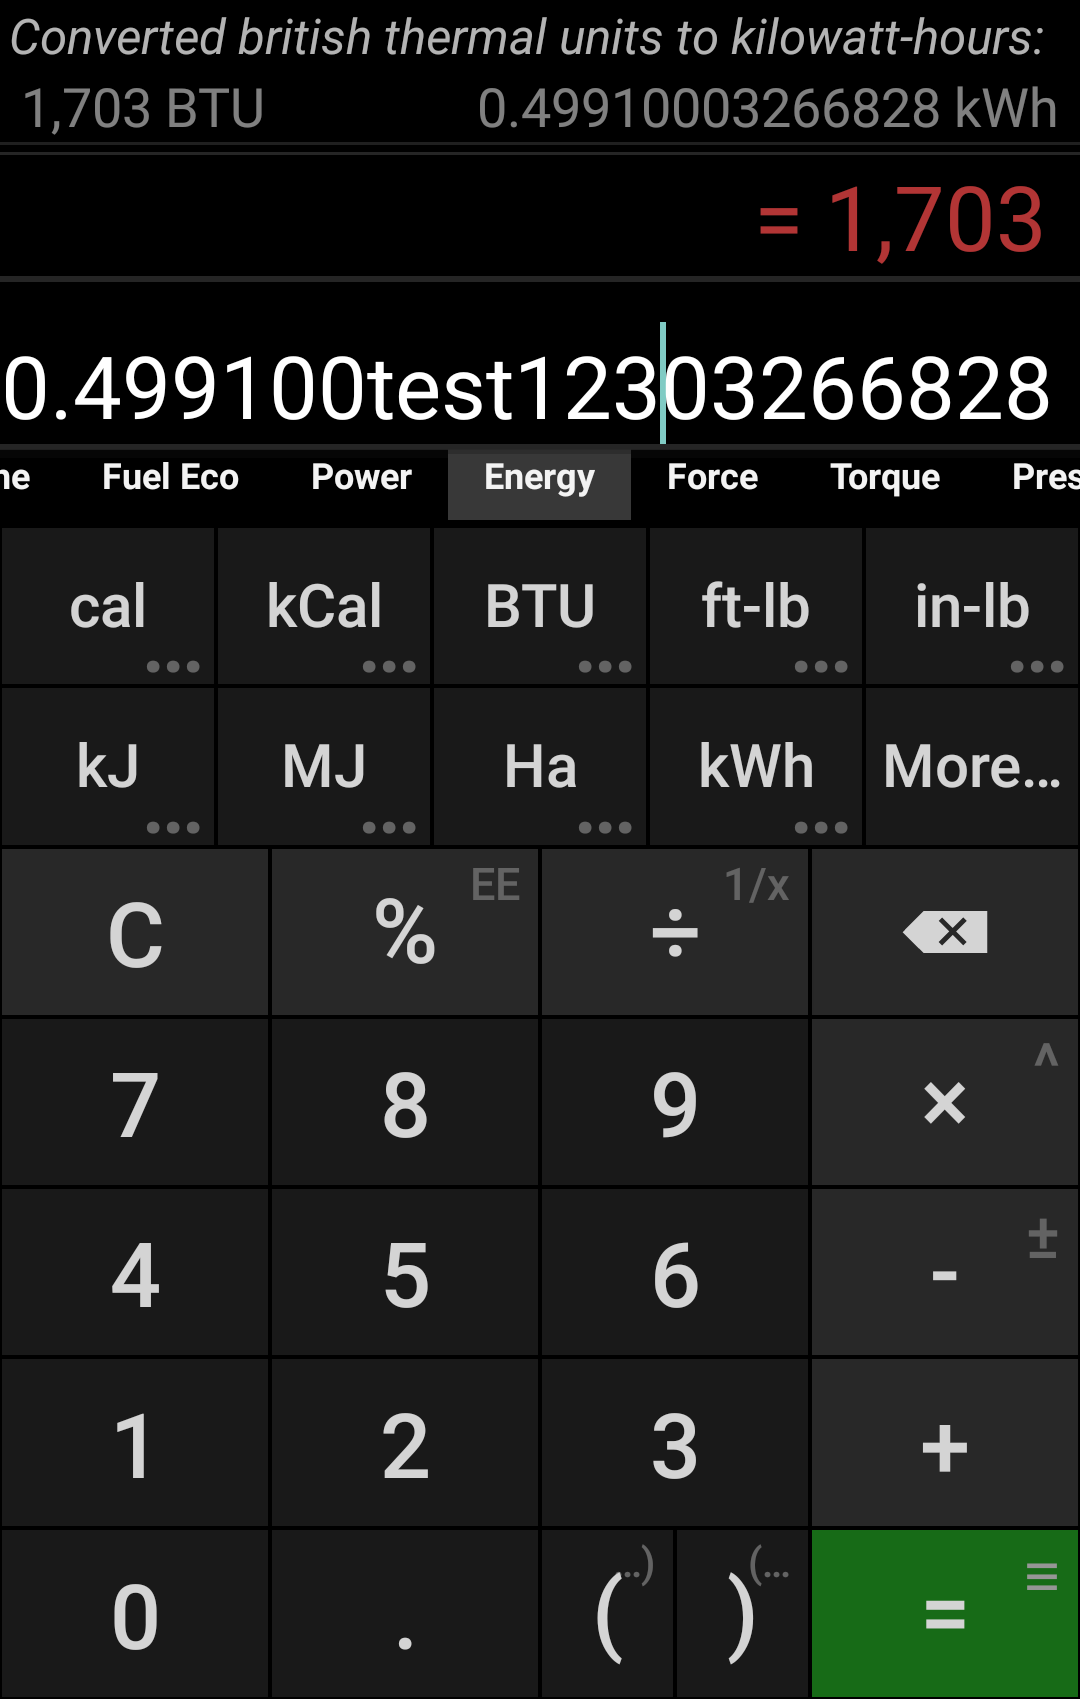 Converted british thermal units to kilowatt-hours:
1,703 BTU 0.49910003266828 kWh
= 1,703
0.499100test12303266828
ne Fuel Eco Power Energy Force Torque Pres
cal kCal BTU ft-lb in-lb
... ... ... ... ...
kJ MJ Ha kWh More...
... ... ... ...
C % EE ÷ 1/x
7 8 9 × ^
4 5 6 - ±
1 2 3 +
0 . ( ..) ) (... = ≡